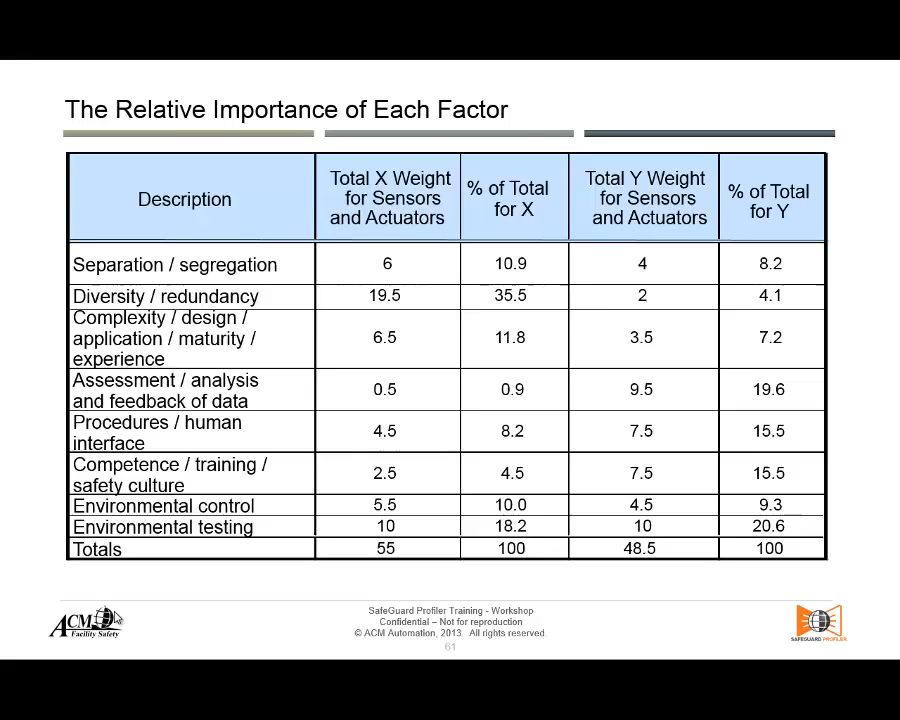 The Relative Importance of Each Factor
Description
Total X Weight
for Sensors
and Actuators
% of Total
for X
Total Y Weight
for Sensors
and Actuators
% of Total
for Y
Separation / segregation 6 10.9 4 8.2
Diversity / redundancy 19.5 35.5 2 4.1
Complexity / design /
application / maturity / 6.5 11.8 3.5 7.2
experience
Assessment / analysis
and feedback of data 0.5 0.9 9.5 19.6
Procedures / human
interface 4.5 8.2 7.5 15.5
Competence / training /
safety culture 2.5 4.5 7.5 15.5
Environmental control 5.5 10.0 4.5 9.3
Environmental testing 10 18.2 10 20.6
Totals 55 100 48.5 100
ACM
Facility Safety
SafeGuard Profiler Training - Workshop
Confidential – Not for reproduction
© ACM Automation, 2013. All rights reserved.
61
SAFEGUARD PROFILER